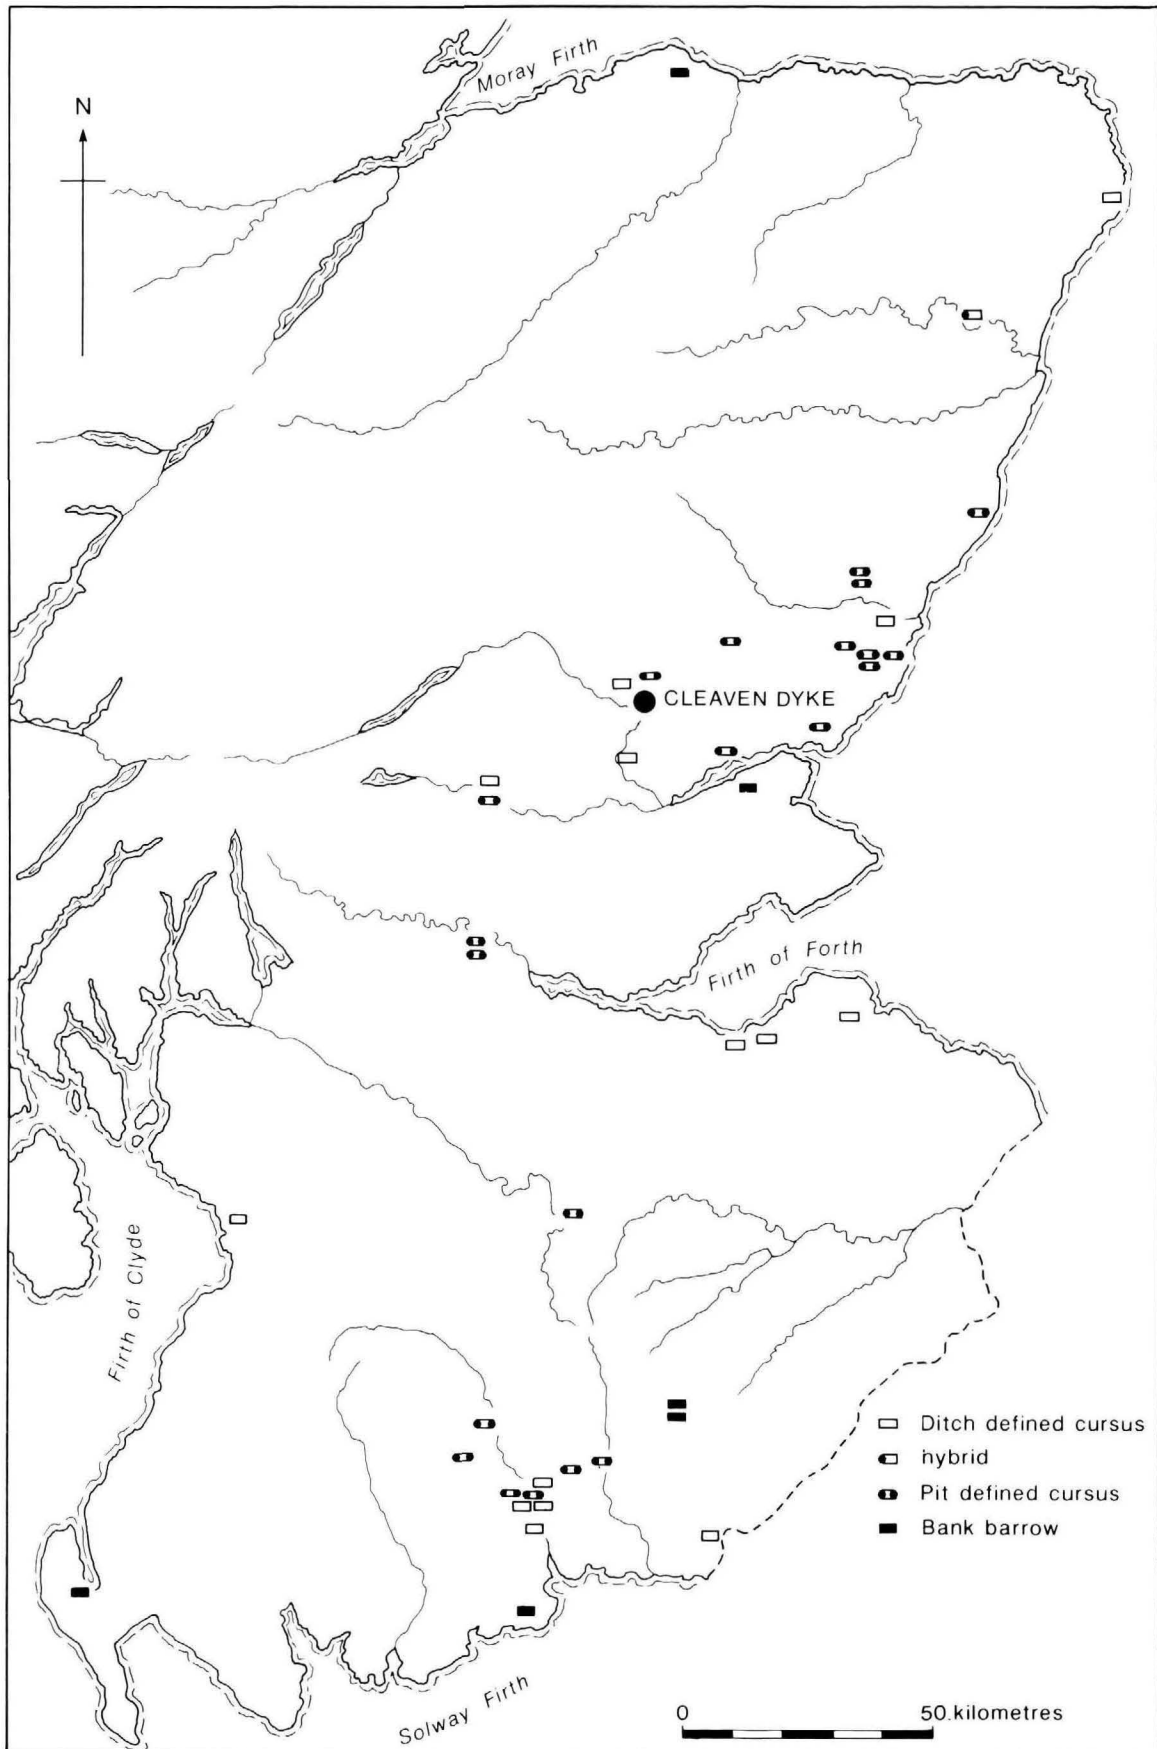 Moray Firth
N
CLEAVEN DYKE
Firth of Forth
Firth of Clyde
Ditch defined cursus
hybrid
Pit defined cursus
Bank barrow
Solway Firth
0 50.kilometres